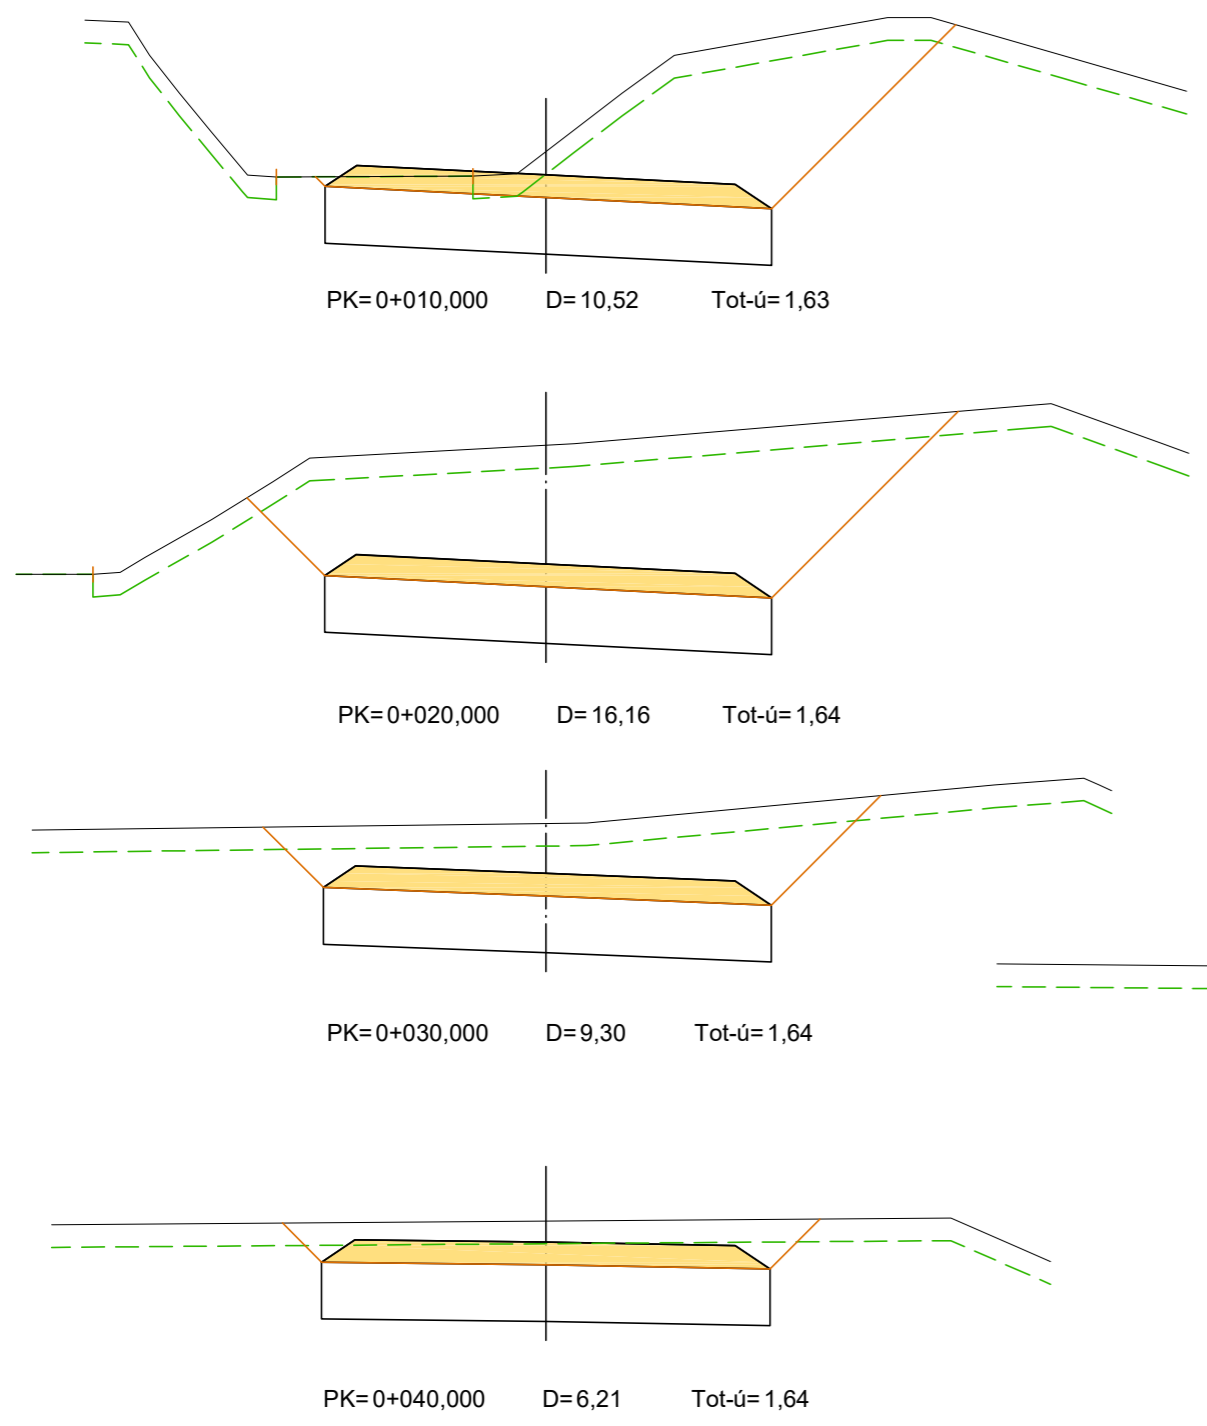 PK= 0+010,000 D= 10,52 Tot-ú= 1,63
PK= 0+020,000 D= 16,16 Tot-ú= 1,64
PK= 0+030,000 D= 9,30 Tot-ú= 1,64
PK= 0+040,000 D= 6,21 Tot-ú= 1,64